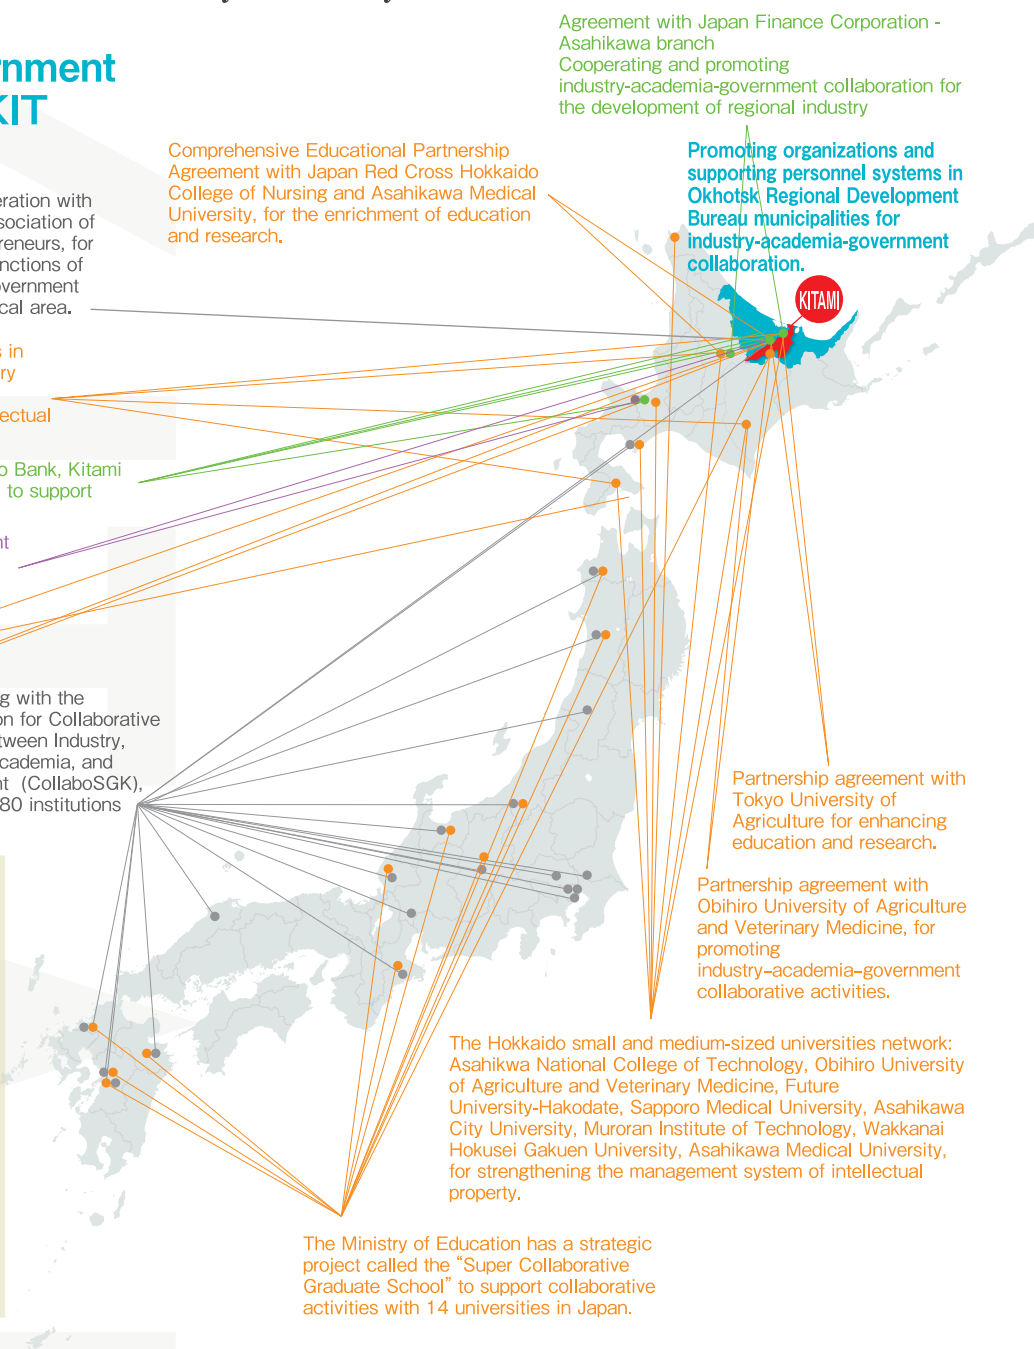 Agreement with Japan Finance Corporation -
Asahikawa branch
Cooperating and promoting
industry-academia-government collaboration for
the development of regional industry
KIT
Comprehensive Educational Partnership
Agreement with Japan Red Cross Hokkaido
College of Nursing and Asahikawa Medical
University, for the enrichment of education
and research.
Promoting organizations and
supporting personnel systems in
Okhotsk Regional Development
Bureau municipalities for
industry-academia-government
collaboration.
KITAMI
with
of
for
of
cal area.
s in
o Bank, Kitami
to support
g with the
on for Collaborative
tween Industry,
cademia, and
nt (CollaboSGK),
80 institutions
Partnership agreement with
Tokyo University of
Agriculture for enhancing
education and research.
Partnership agreement with
Obihiro University of Agriculture
and Veterinary Medicine, for
promoting
industry-academia-government
collaborative activities.
The Hokkaido small and medium-sized universities network:
Asahikwa National College of Technology, Obihiro University
of Agriculture and Veterinary Medicine, Future
University-Hakodate, Sapporo Medical University, Asahikawa
City University, Muroran Institute of Technology, Wakkanai
Hokusei Gakuen University, Asahikawa Medical University,
for strengthening the management system of intellectual
property.
The Ministry of Education has a strategic
project called the “Super Collaborative
Graduate School” to support collaborative
activities with 14 universities in Japan.